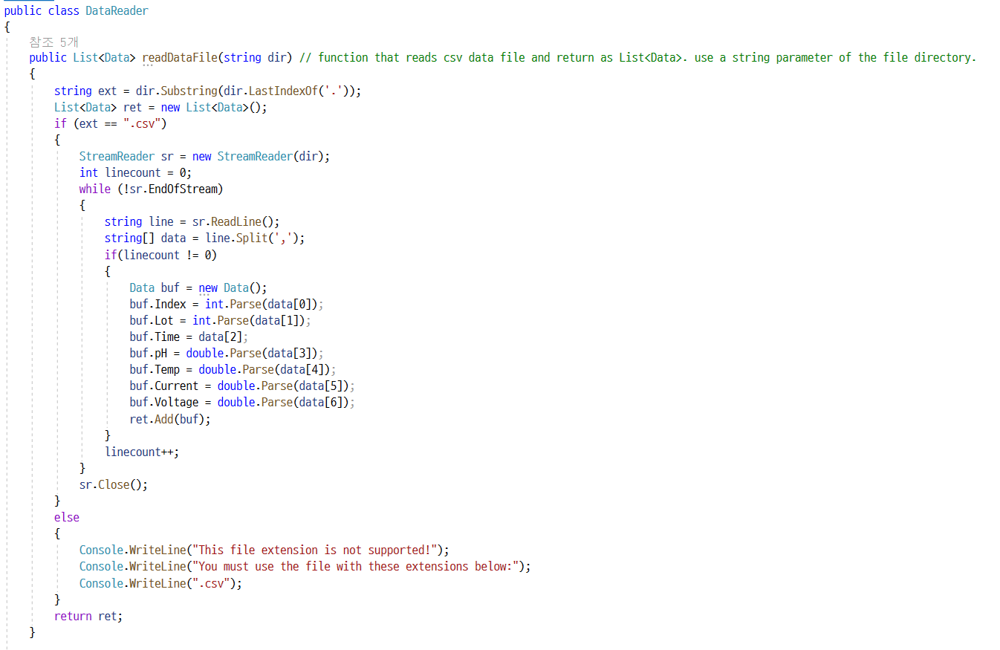 public class DataReader
{
참조 5개
public List<Data> readDataFile(string dir) // function that reads csv data file and return as List<Data>. use a string parameter of the file directory.
{
string ext = dir.Substring(dir.LastIndexOf('.'));
List<Data> ret = new List<Data>();
if (ext == ".csv")
{
StreamReader sr = new StreamReader(dir);
int linecount = 0;
while (!sr.EndOfStream)
{
string line = sr.ReadLine();
string[] data = line.Split(',');
if(linecount != 0)
{
Data buf = new Data();
buf.Index = int.Parse(data[0]);
buf.Lot = int.Parse(data[1]);
buf.Time = data[2];
buf.pH = double.Parse(data[3]);
buf.Temp = double.Parse(data[4]);
buf.Current = double.Parse(data[5]);
buf.Voltage = double.Parse(data[6]);
ret.Add(buf);
}
linecount++;
}
sr.Close();
}
else
{
Console.WriteLine("This file extension is not supported!");
Console.WriteLine("You must use the file with these extensions below:");
Console.WriteLine(".csv");
}
return ret;
}